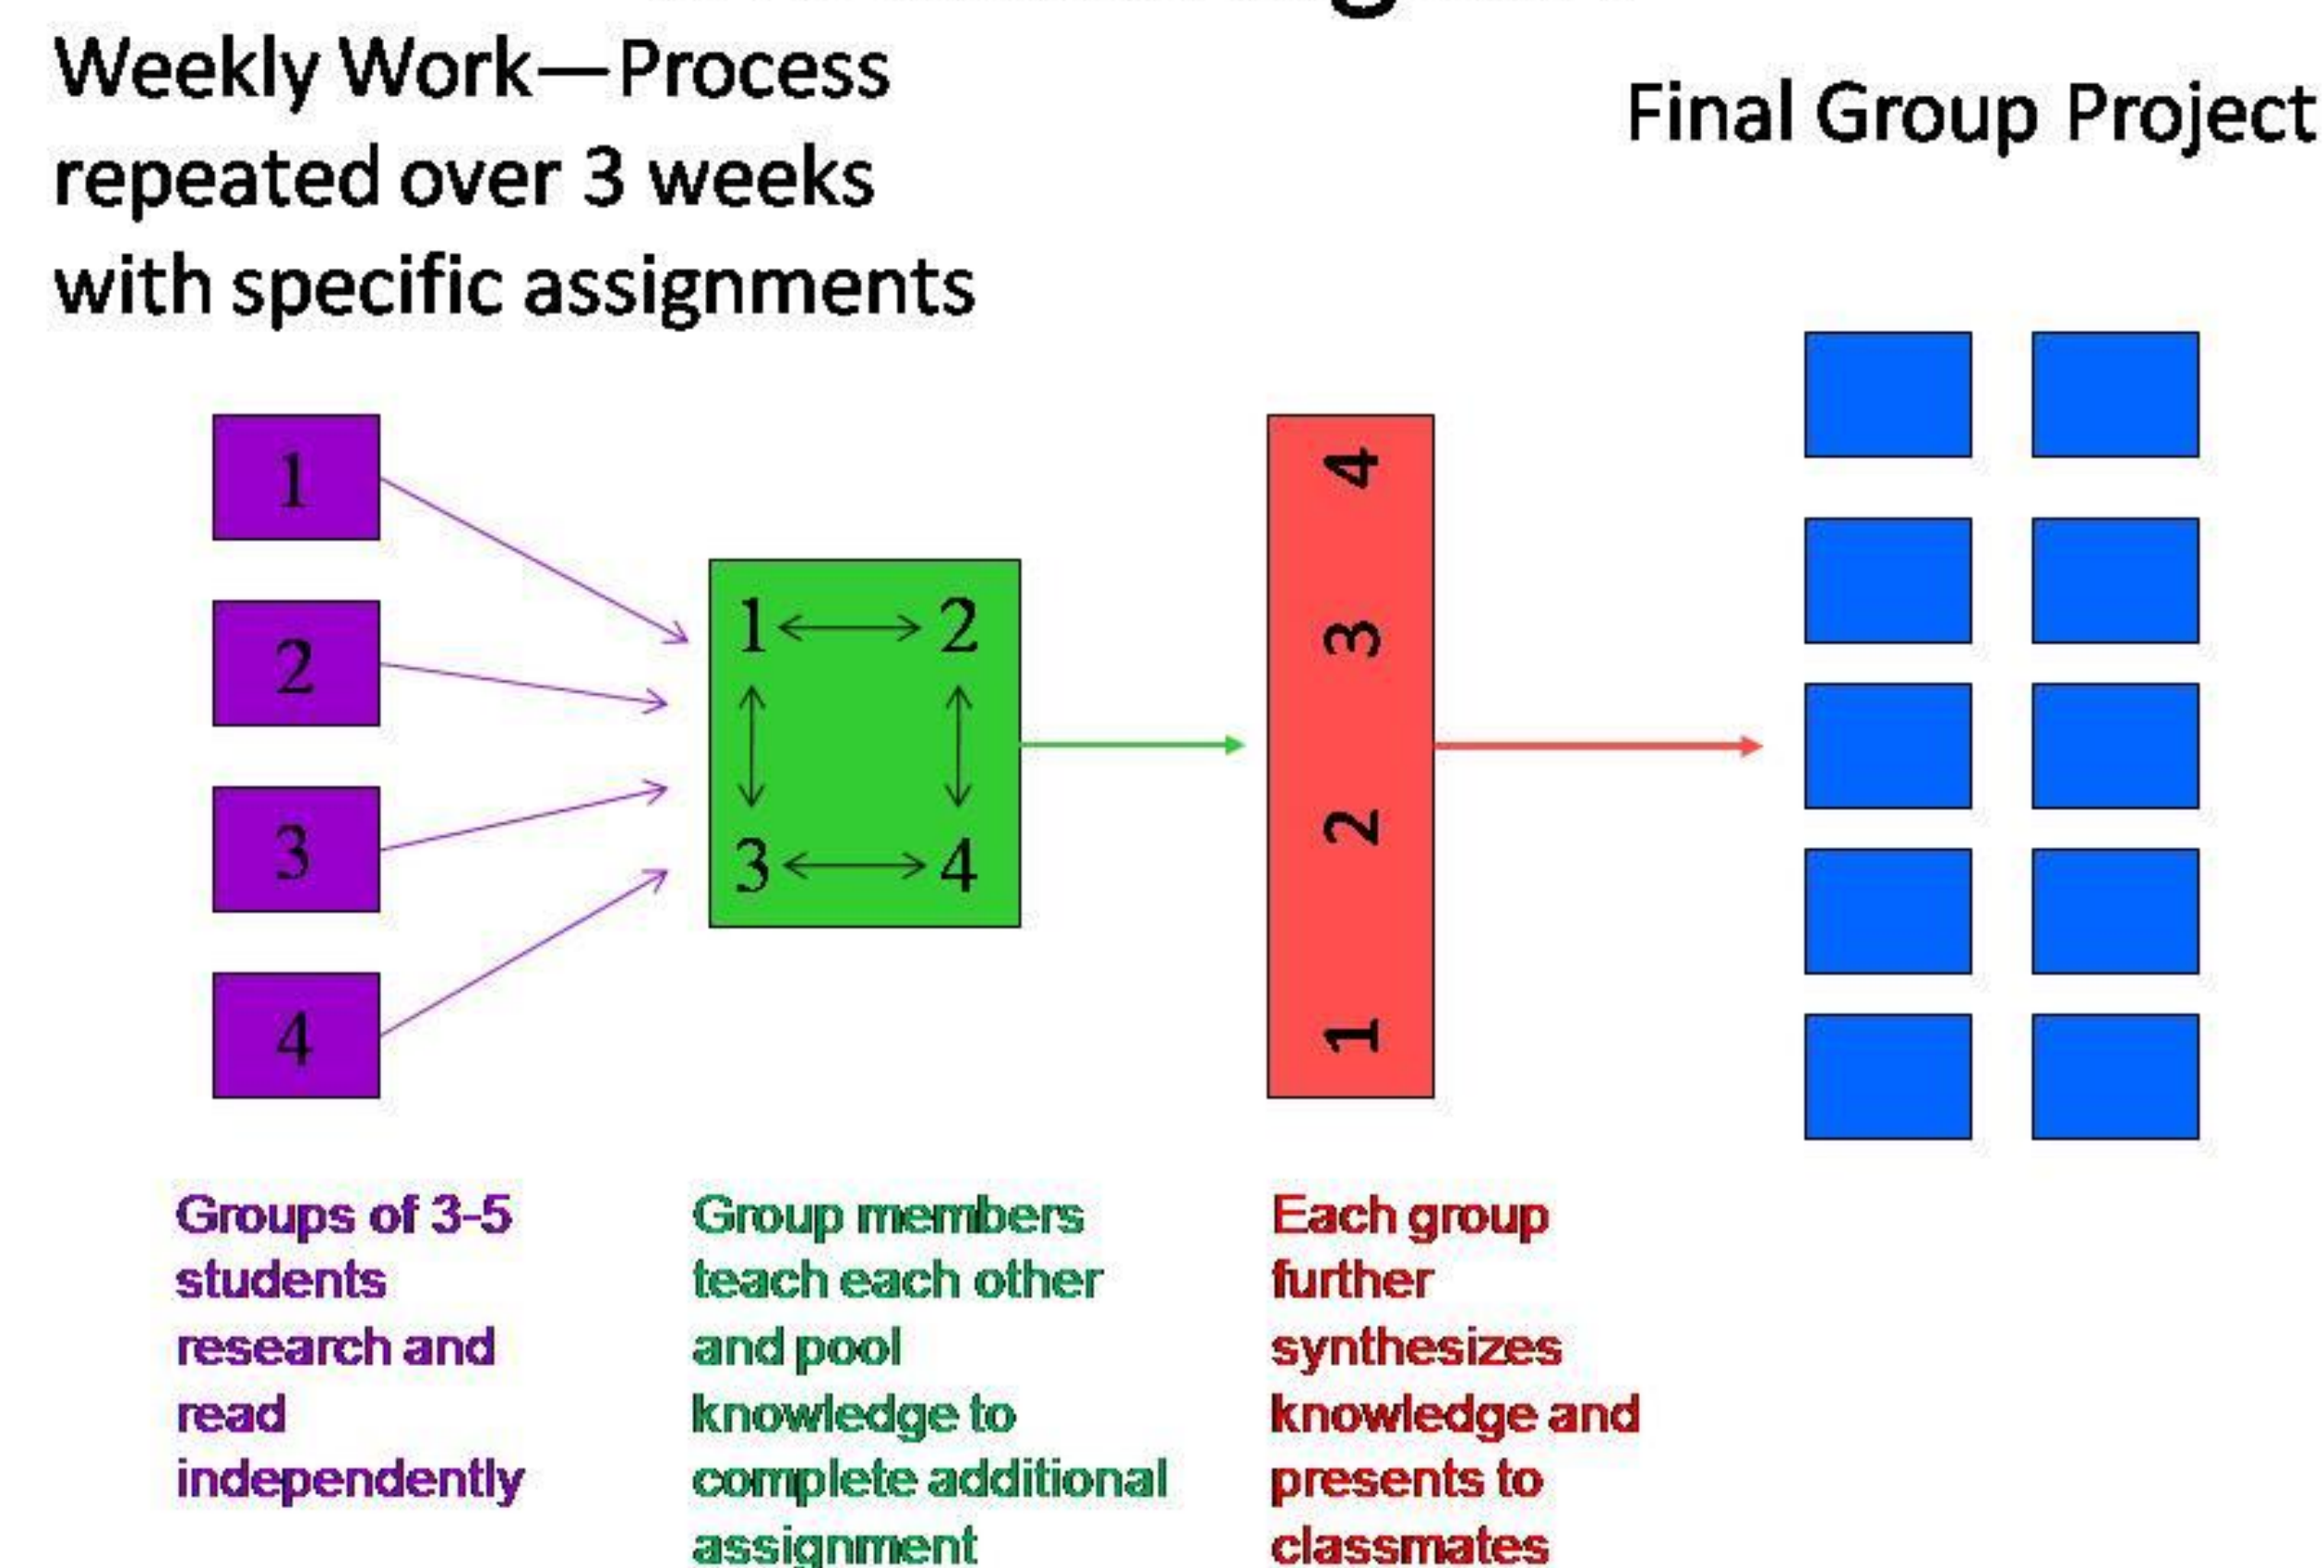 Weekly Work—Process
repeated over 3 weeks
with specific assignments
Final Group Project
1
2
3
4
1 2
3 4
4
3
2
1
Groups of 3-5
students
research and
read
independently
Group members
teach each other
and pool
knowledge to
complete additional
assignment
Each group
further
synthesizes
knowledge and
presents to
classmates